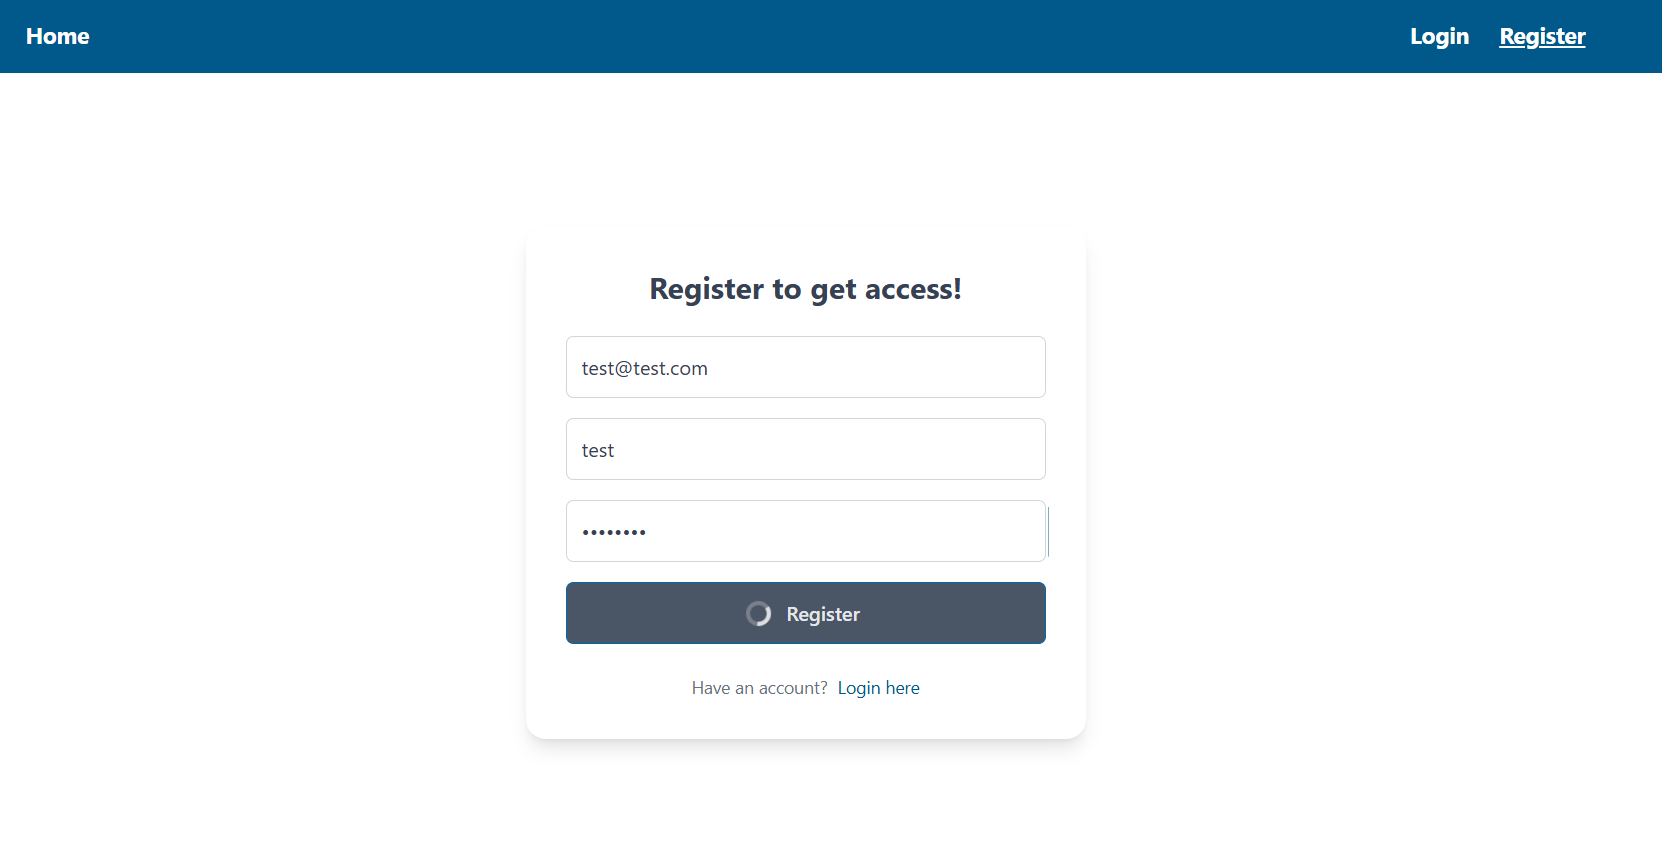 Home Login Register
Register to get access!
test@test.com
test
••••••••
Register
Have an account? Login here